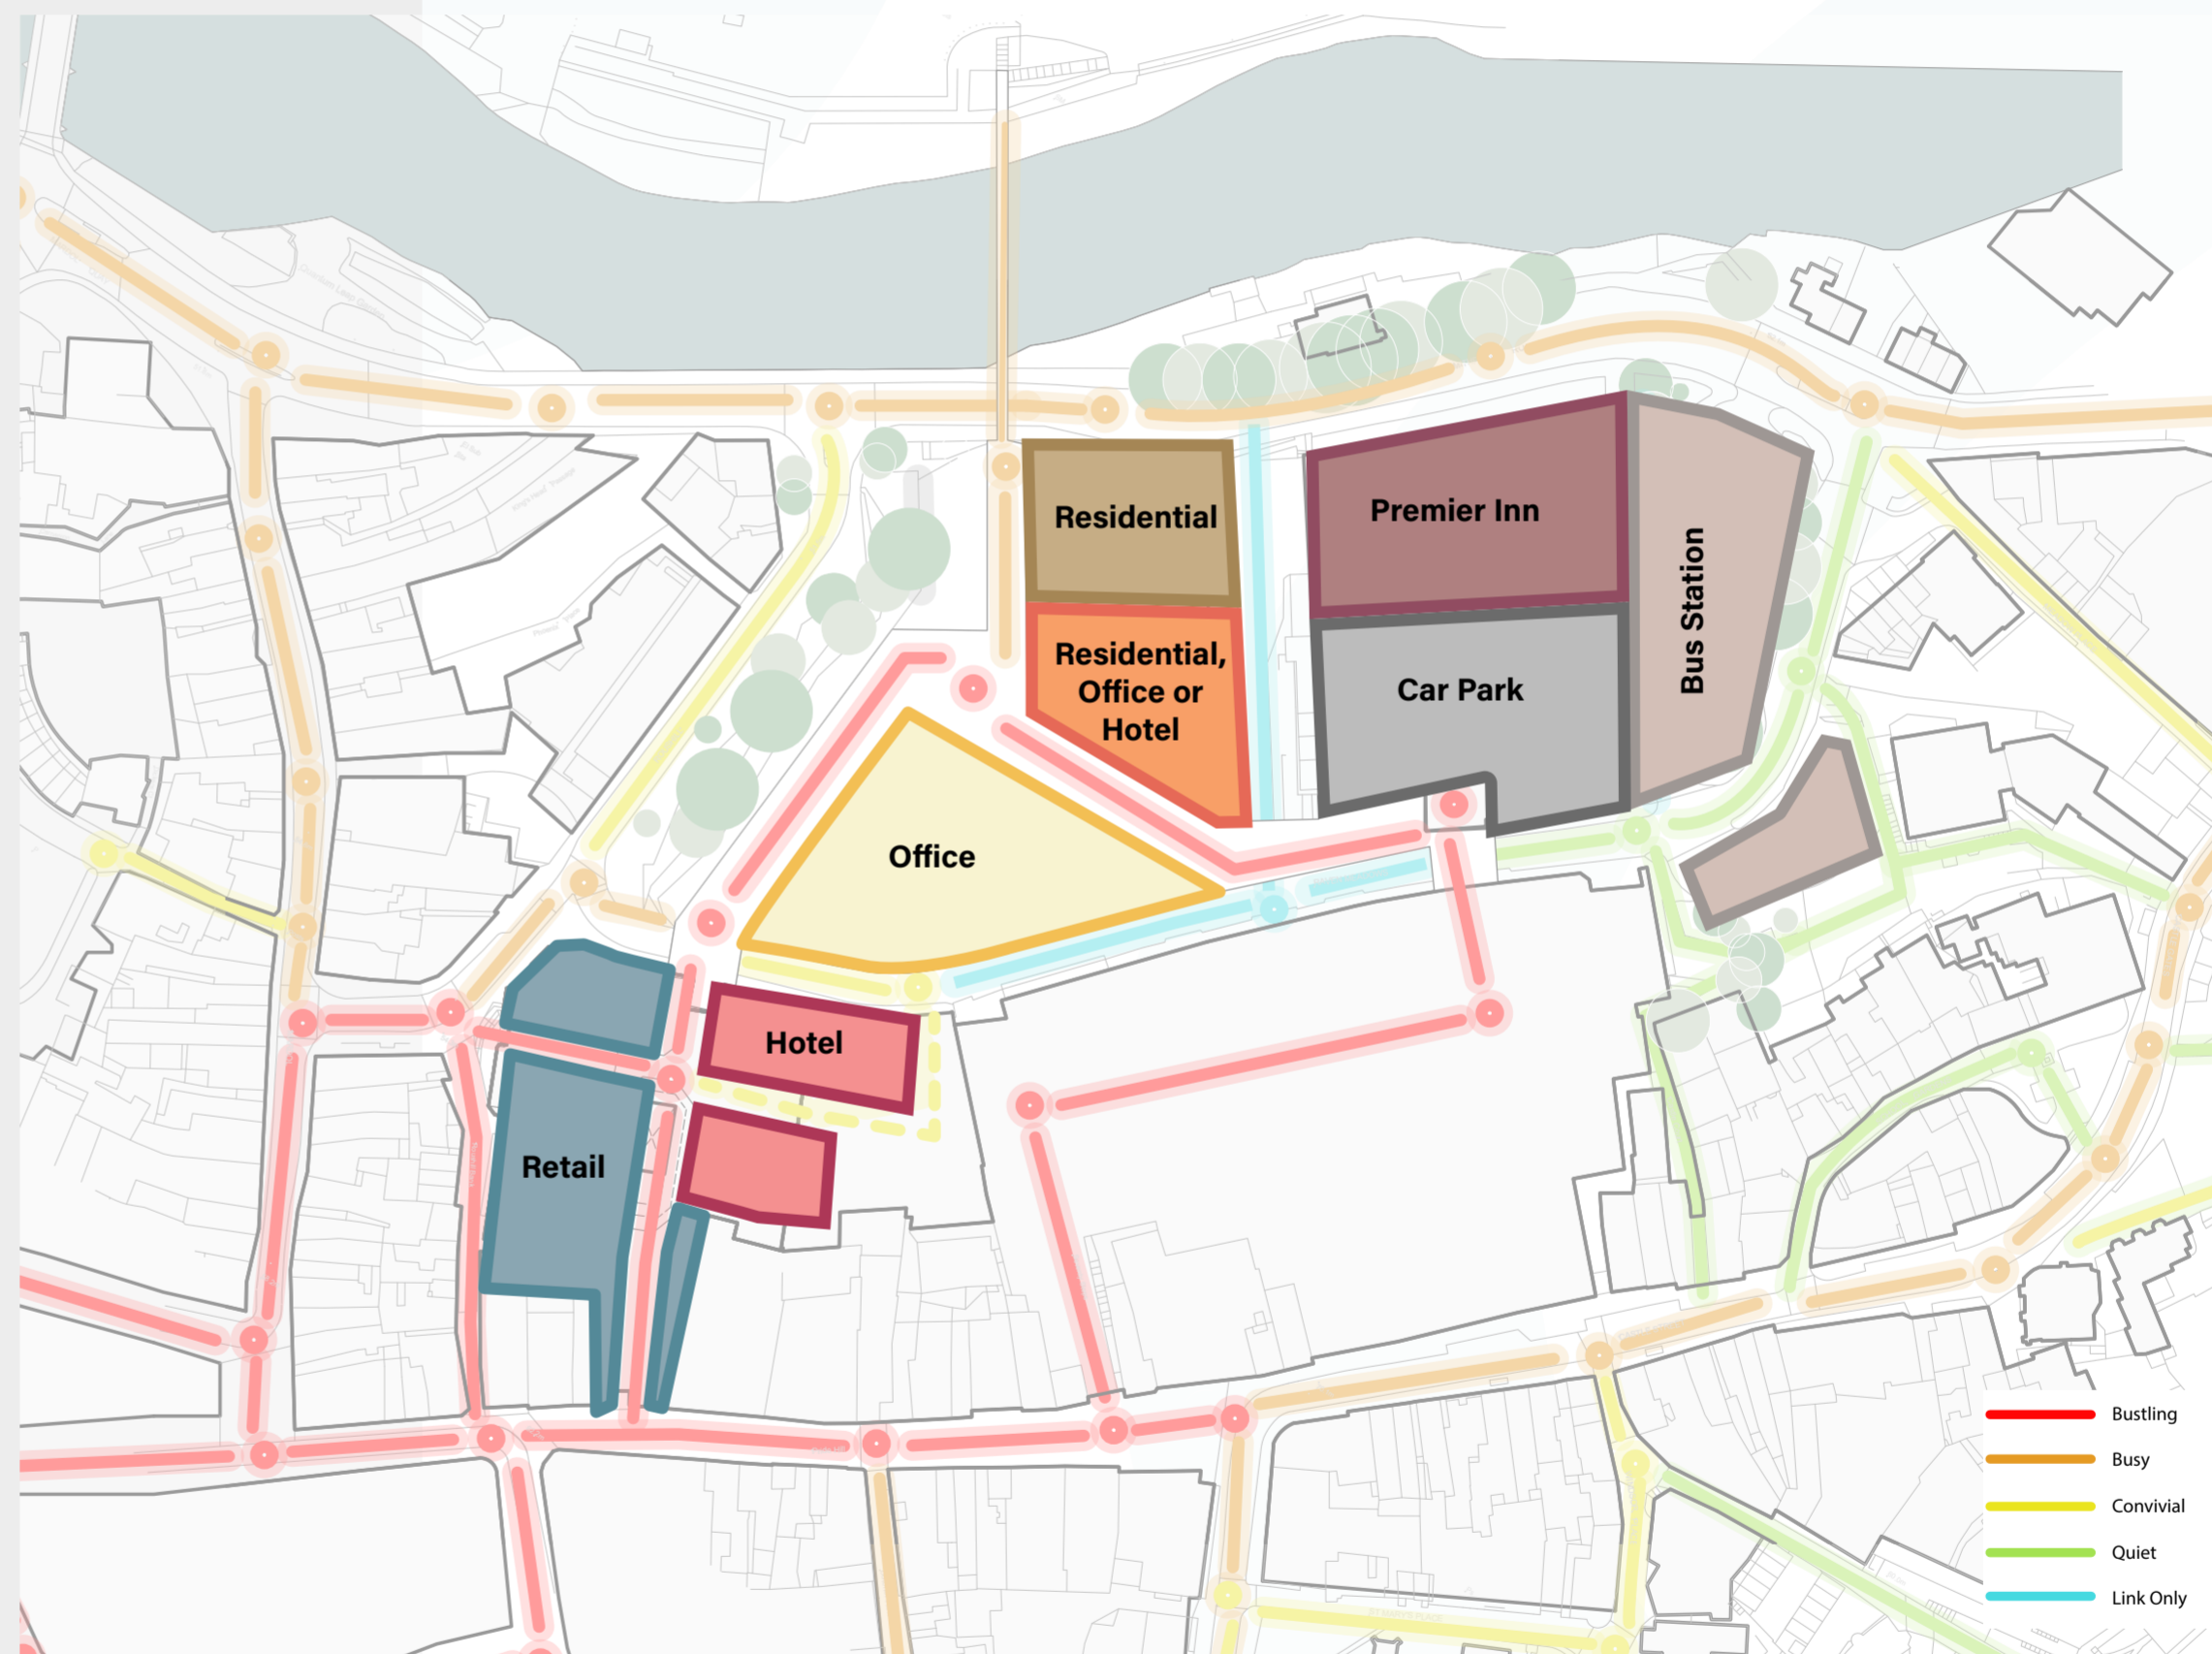 Residential
Premier Inn
Bus Station
Residential,
Office or
Hotel
Car Park
Office
Hotel
Retail
Bustling
Busy
Convivial
Quiet
Link Only